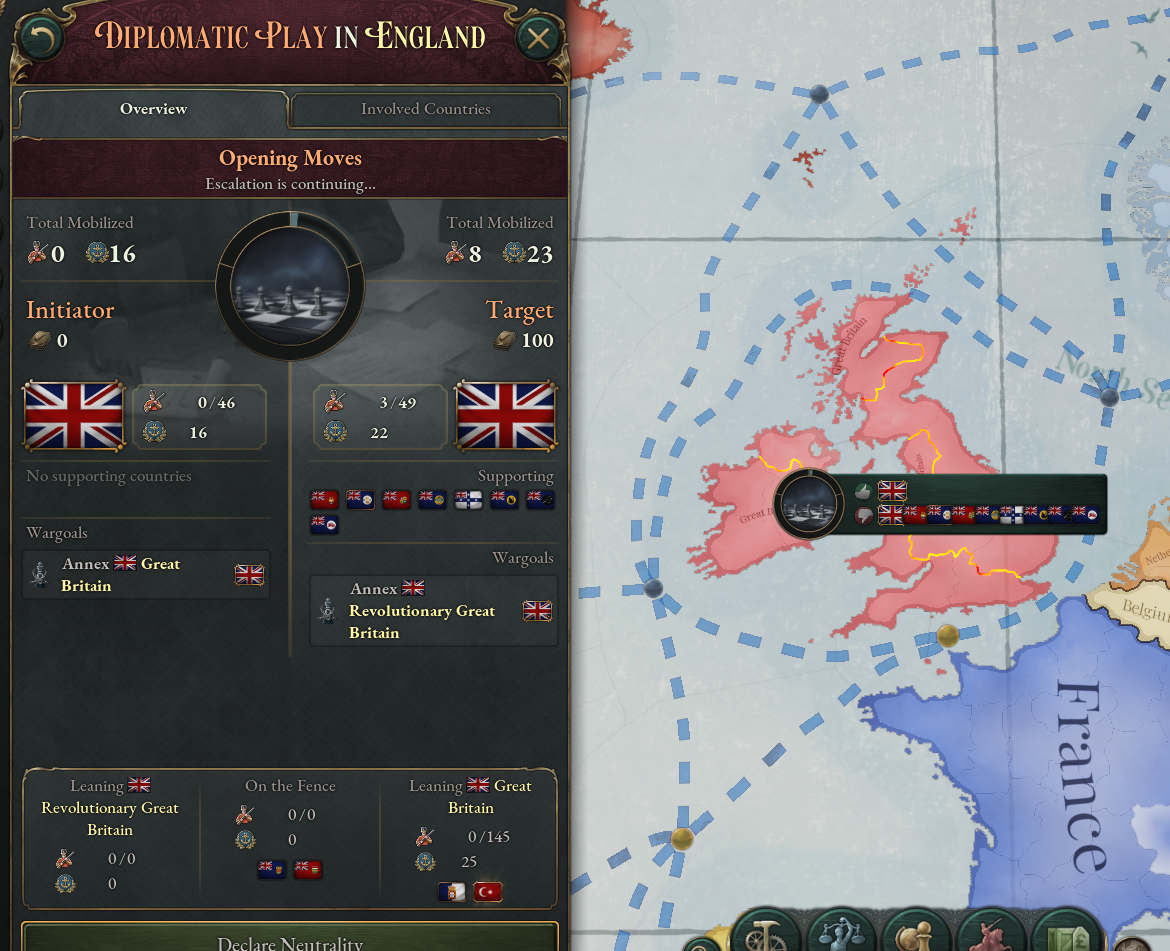 DIPLOMATIC PLAY IN ENGLAND
Overview
Involved Countries
Opening Moves
Escalation is continuing...
Total Mobilized
0 16
Total Mobilized
8 23
Initiator
0
Target
100
0/46
16
3/49
22
No supporting countries
Supporting
Wargoals
Annex Great
Britain
Wargoals
Annex
Revolutionary Great
Britain
Leaning
Revolutionary Great
Britain
0/0
0
On the Fence
0/0
0
Leaning Great
Britain
0/145
25
Declare Neutrality
Great Britain
Great
North Se
Nethe
Belgium
France